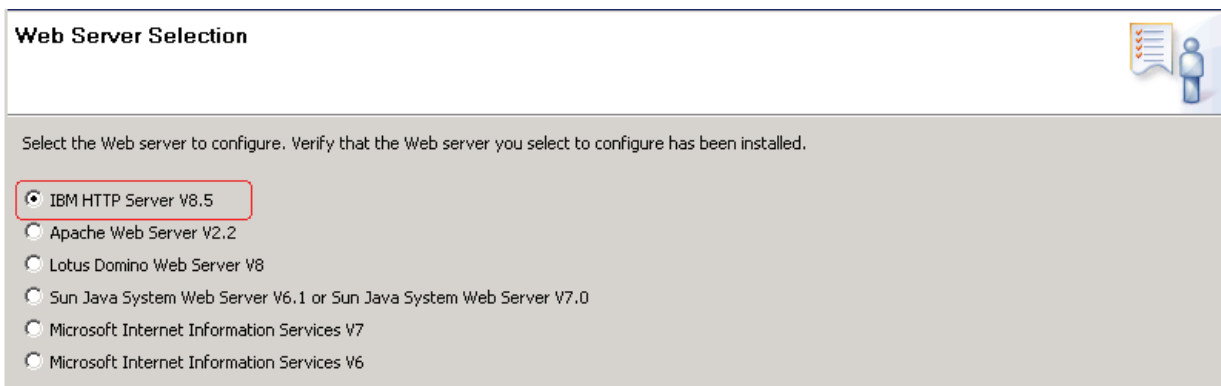 Web Server Selection
Select the Web server to configure. Verify that the Web server you select to configure has been installed.
IBM HTTP Server V8.5
Apache Web Server V2.2
Lotus Domino Web Server V8
Sun Java System Web Server V6.1 or Sun Java System Web Server V7.0
Microsoft Internet Information Services V7
Microsoft Internet Information Services V6